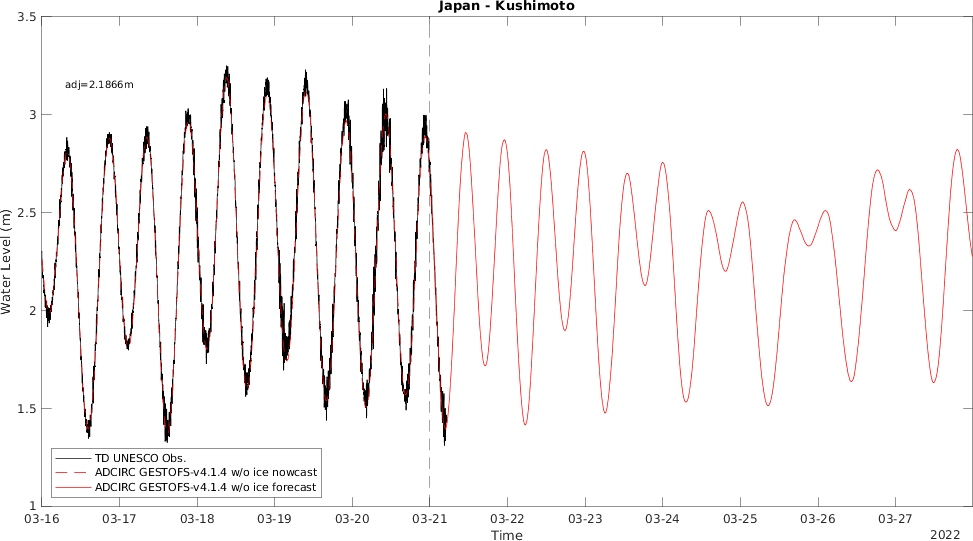 Japan - Kushimoto
3.5
adj=2.1866m
3
2.5
Water Level (m)
2
1.5
TD UNESCO Obs.
ADCIRC GESTOFS-v4.1.4 w/o ice nowcast
ADCIRC GESTOFS-v4.1.4 w/o ice forecast
1
03-16 03-17 03-18 03-19 03-20 03-21 03-22 03-23 03-24 03-25 03-26 03-27
Time
2022